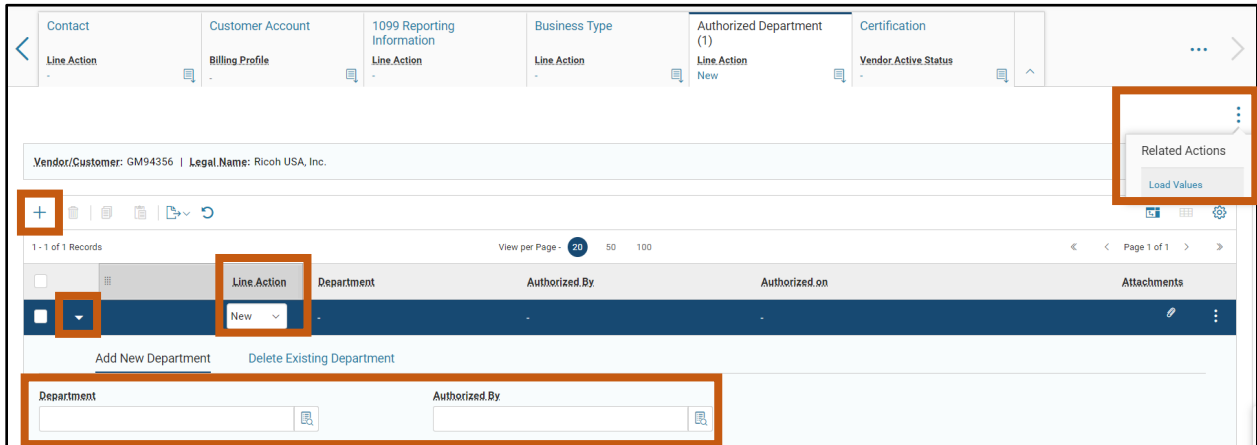 Contact
Customer Account
1099 Reporting
Information
Business Type
Authorized Department
(1)
Certification
Line Action
-
Billing Profile
-
Line Action
-
Line Action
-
Line Action
New
Vendor Active Status
-
Related Actions
Load Values
Vendor/Customer: GM94356 | Legal Name: Ricoh USA, Inc.
1 - 1 of 1 Records
View per Page - 20 50 100
Page 1 of 1
Line Action Department Authorized By Authorized on Attachments
New - - -
Add New Department Delete Existing Department
Department Authorized By